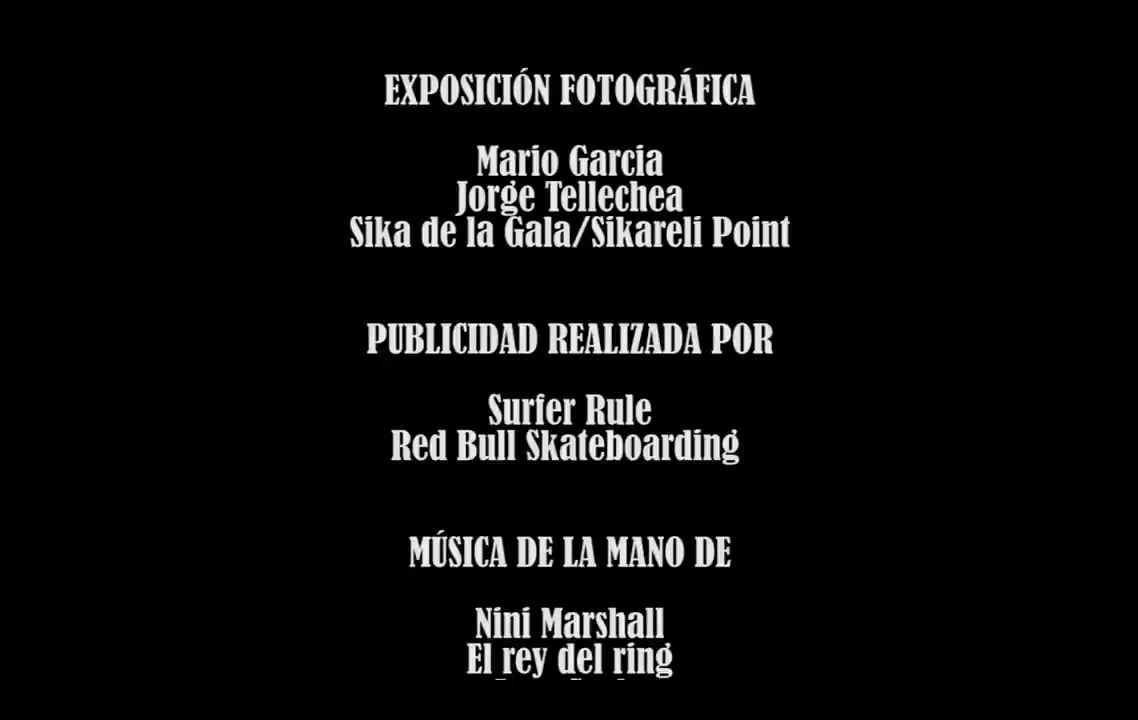 EXPOSICIÓN FOTOGRÁFICA
Mario Garcia
Jorge Tellechea
Sika de la Gala/Sikareli Point
PUBLICIDAD REALIZADA POR
Surfer Rule
Red Bull Skateboarding
MÚSICA DE LA MANO DE
Nini Marshall
El rey del ring